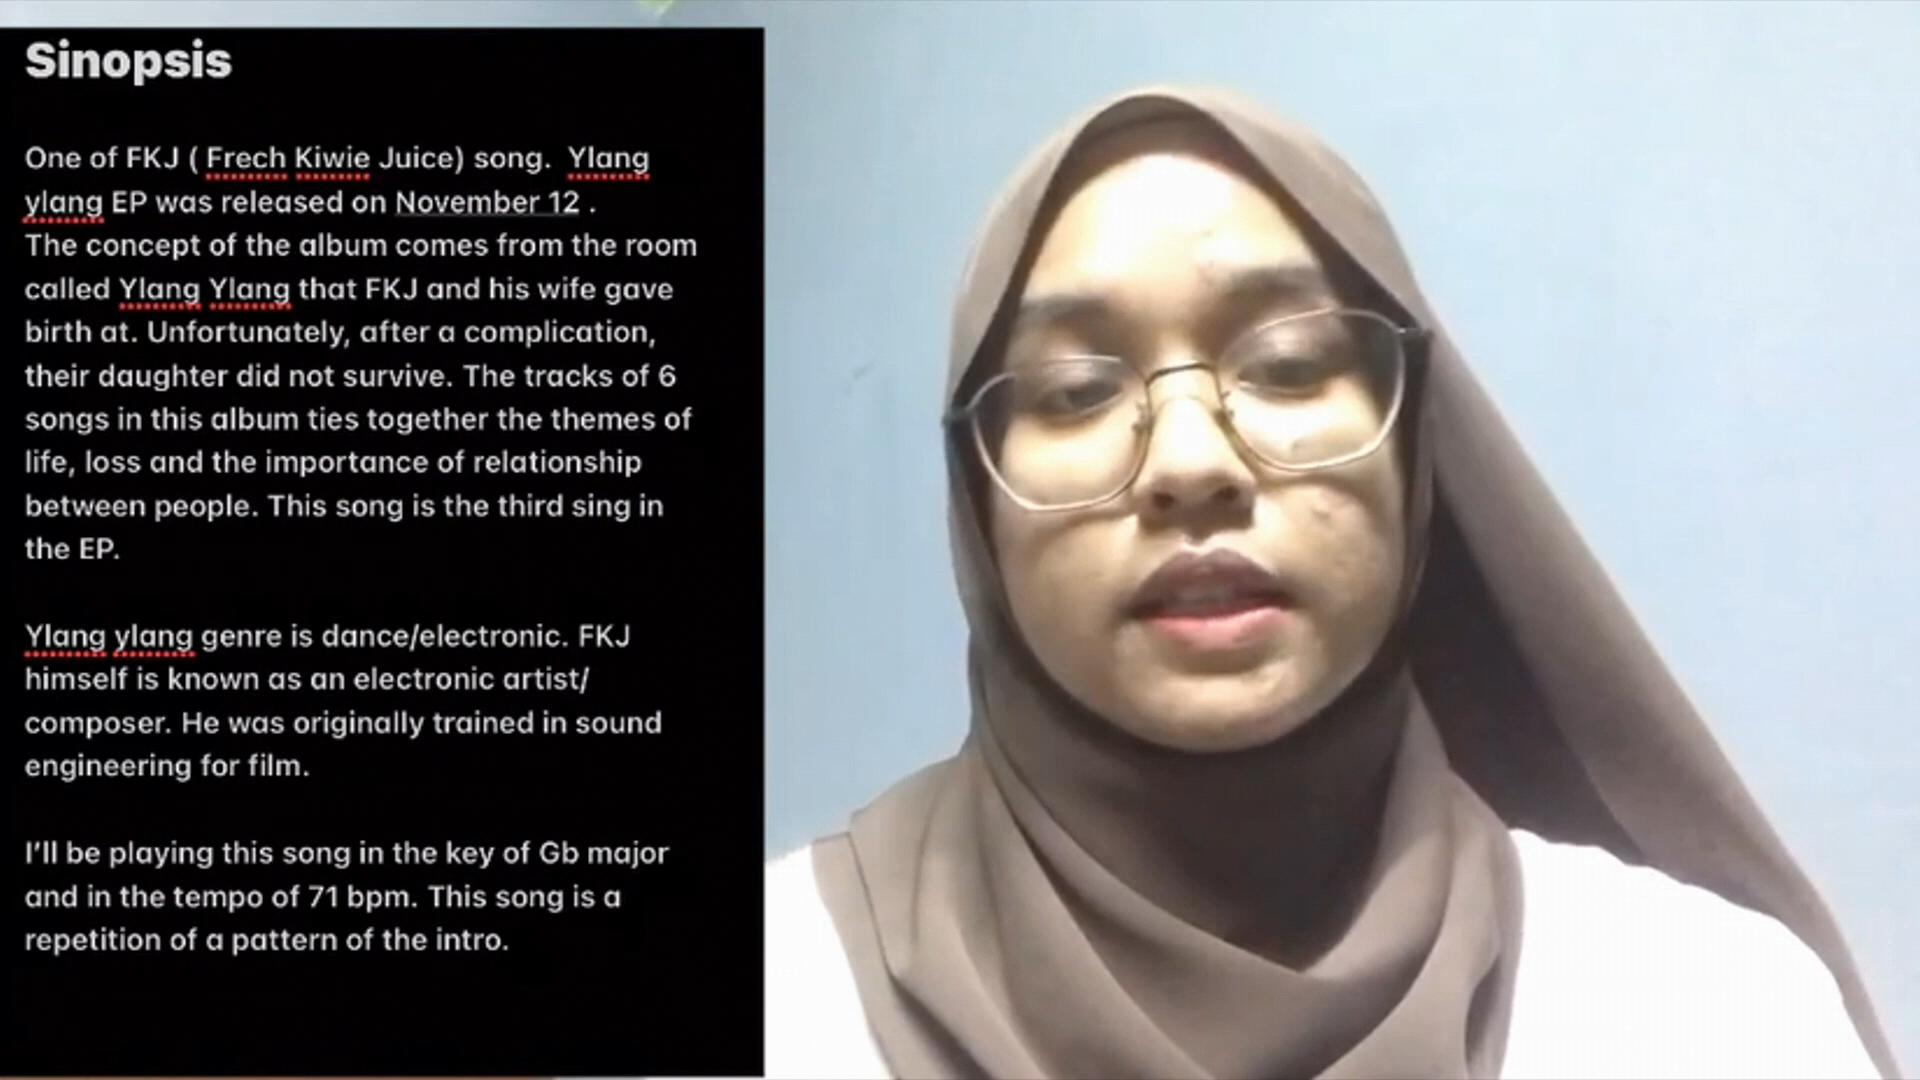 Sinopsis
One of FKJ ( Frech Kiwie Juice) song. Ylang
ylang EP was released on November 12 .
The concept of the album comes from the room
called Ylang Ylang that FKJ and his wife gave
birth at. Unfortunately, after a complication,
their daughter did not survive. The tracks of 6
songs in this album ties together the themes of
life, loss and the importance of relationship
between people. This song is the third sing in
the EP.
Ylang ylang genre is dance/electronic. FKJ
himself is known as an electronic artist/
composer. He was originally trained in sound
engineering for film.
I’ll be playing this song in the key of Gb major
and in the tempo of 71 bpm. This song is a
repetition of a pattern of the intro.